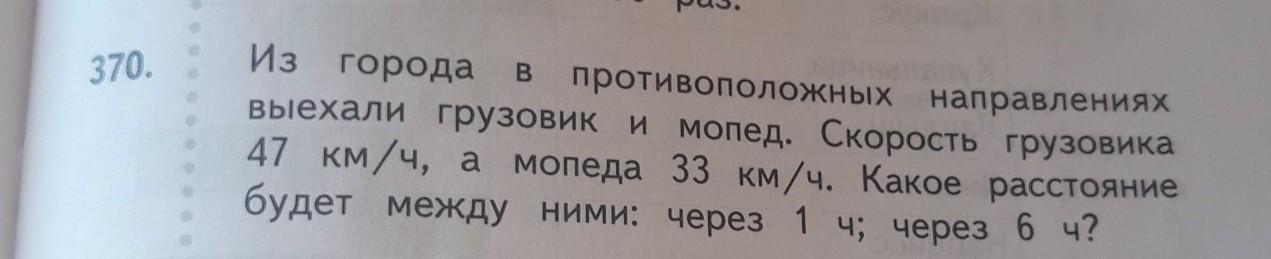 раз.
370.
Из города в противоположных направлениях
выехали грузовик и мопед. Скорость грузовика
47 км/ч, а мопеда 33 км/ч. Какое расстояние
будет между ними: через 1 ч; через 6 ч?